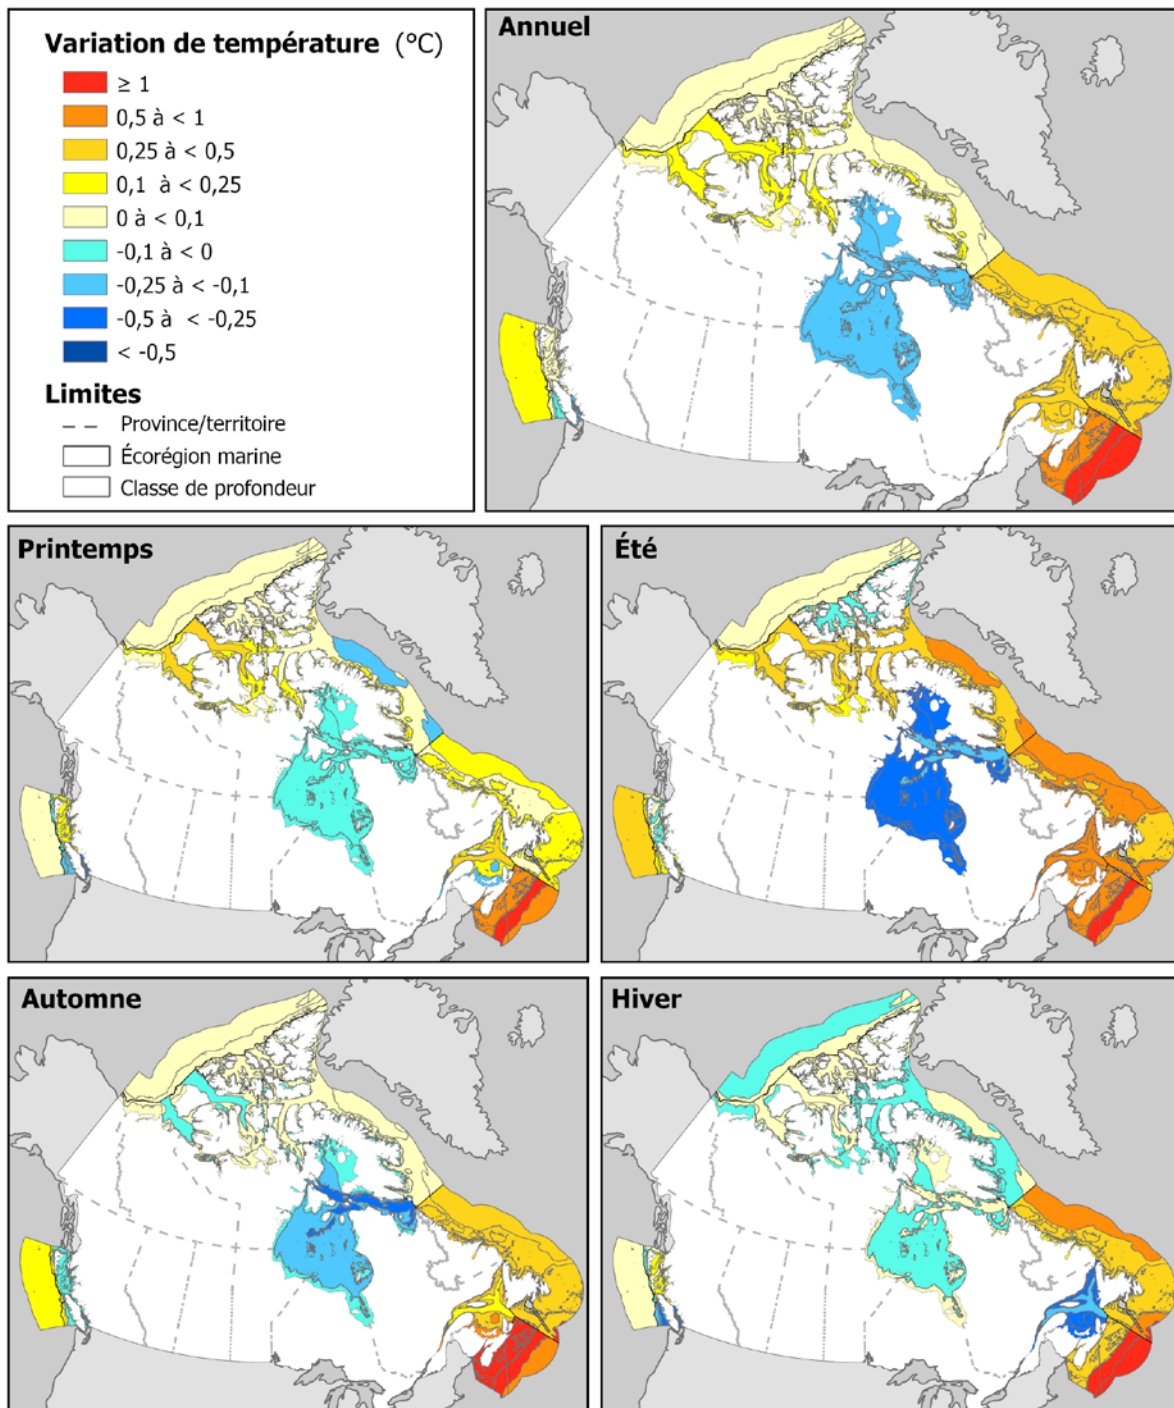 Variation de température (°C)
≥ 1
0,5 à < 1
0,25 à < 0,5
0,1 à < 0,25
0 à < 0,1
-0,1 à < 0
-0,25 à < -0,1
-0,5 à < -0,25
< -0,5
Limites
Province/territoire
Écorégion marine
Classe de profondeur
Annuel
Printemps
Été
Automne
Hiver